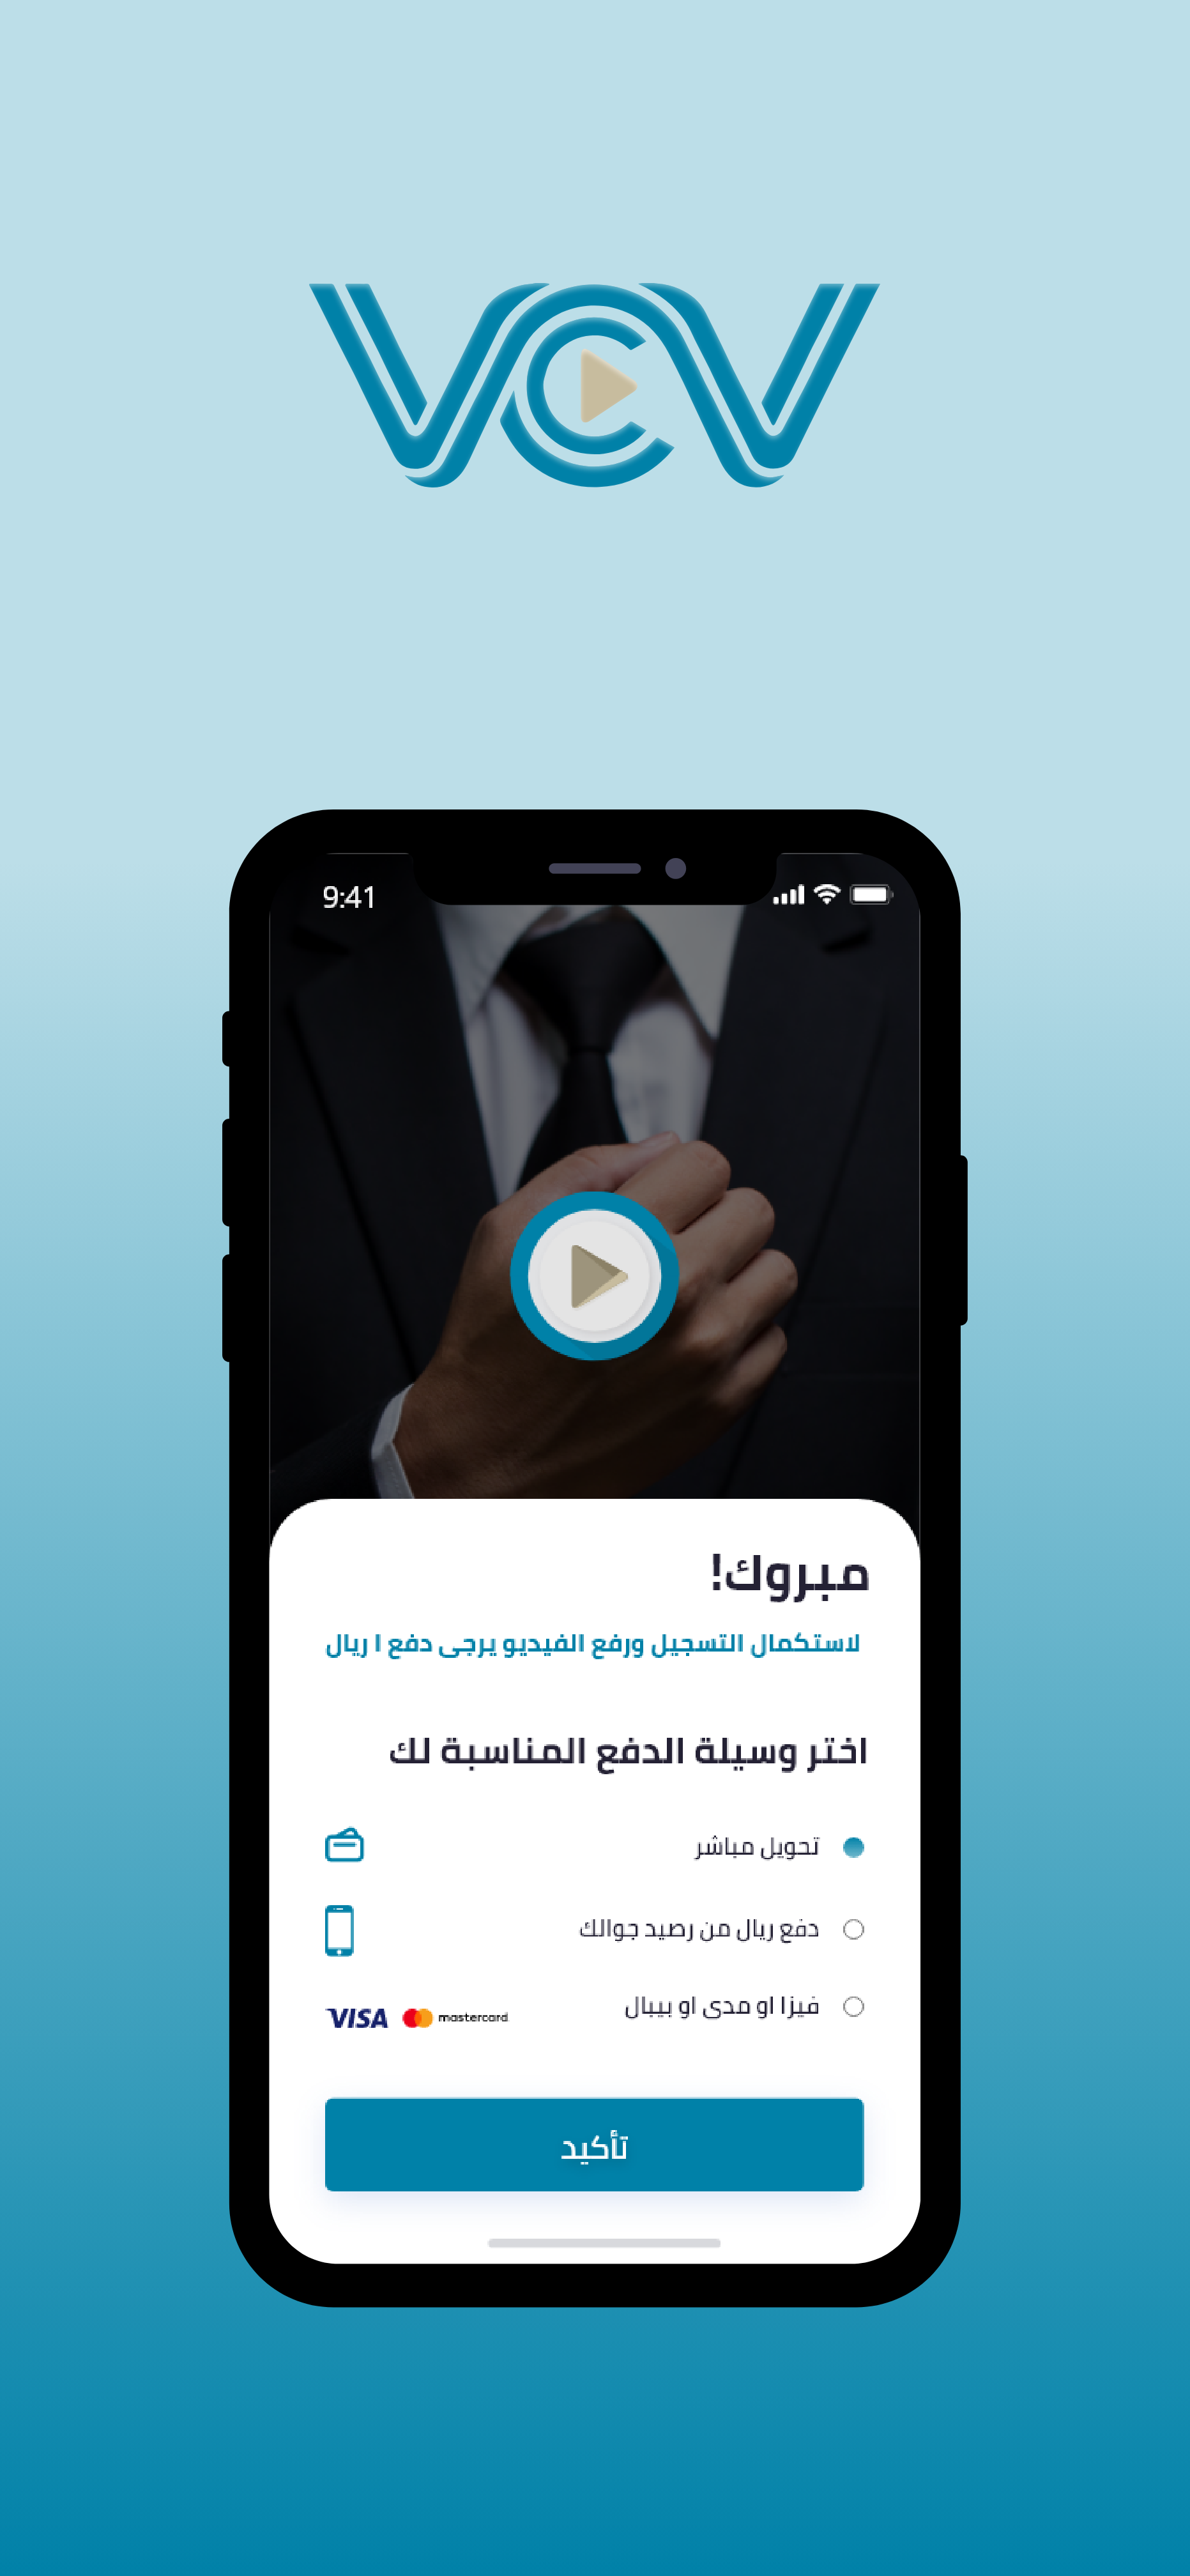 VCV
9:41
مبروك!
لاستكمال التسجيل ورفع الفيديو يرجى دفع ا ريال
اختر وسيلة الدفع المناسبة لك
تحويل مباشر
دفع ريال من رصيد جوالك
فيزا او مدى او بيبال
VISA mastercard
تأكيد